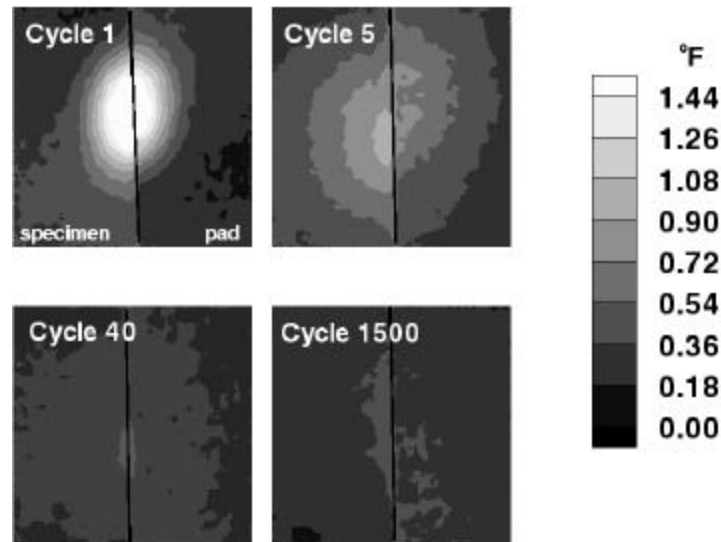 Cycle 1
specimen
pad
Cycle 5
Cycle 40
Cycle 1500
°F
1.44
1.26
1.08
0.90
0.72
0.54
0.36
0.18
0.00